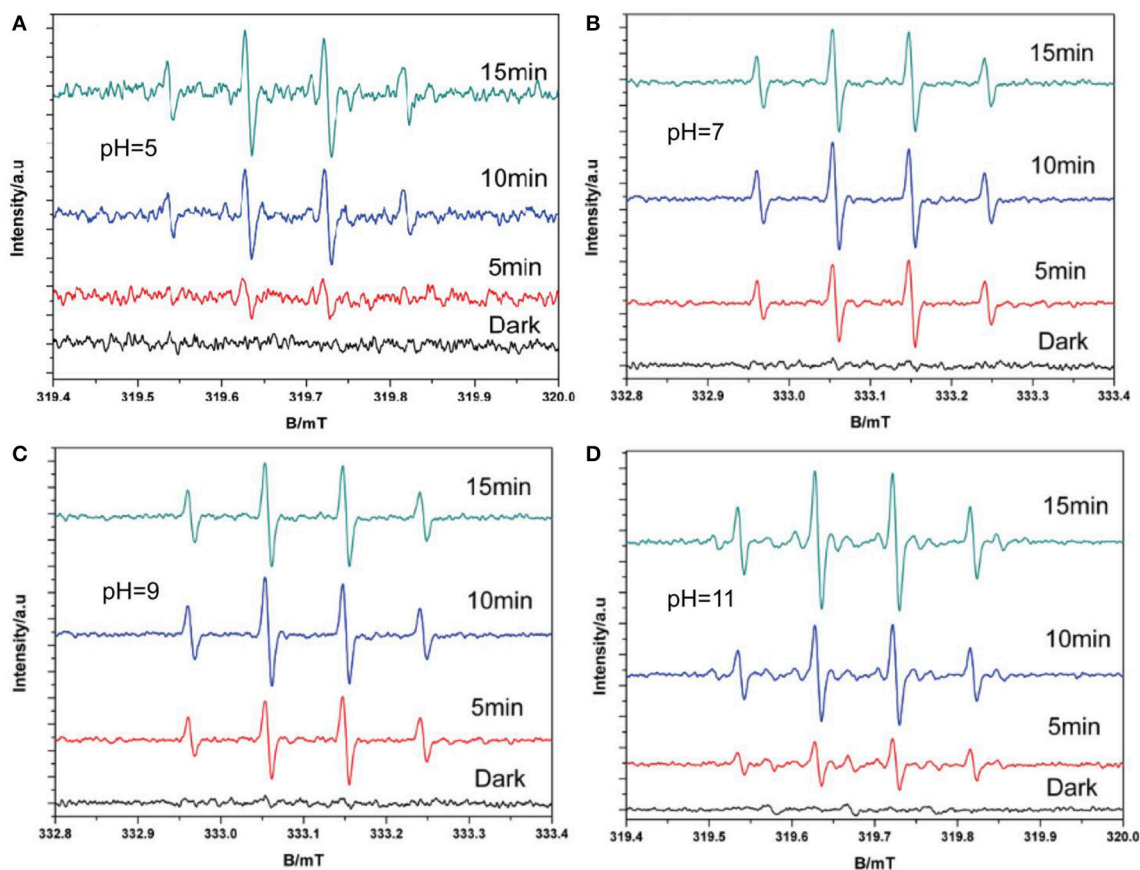 A
15min
pH=5
10min
5min
Dark
Intensity/a.u
319.4 319.5 319.6 319.7 319.8 319.9 320.0
B/mT
B
15min
pH=7
10min
5min
Dark
Intensity/a.u
332.8 332.9 333.0 333.1 333.2 333.3 333.4
B/mT
C
15min
pH=9
10min
5min
Dark
Intensity/a.u
332.8 332.9 333.0 333.1 333.2 333.3 333.4
B/mT
D
15min
pH=11
10min
5min
Dark
Intensity/a.u
319.4 319.5 319.6 319.7 319.8 319.9 320.0
B/mT